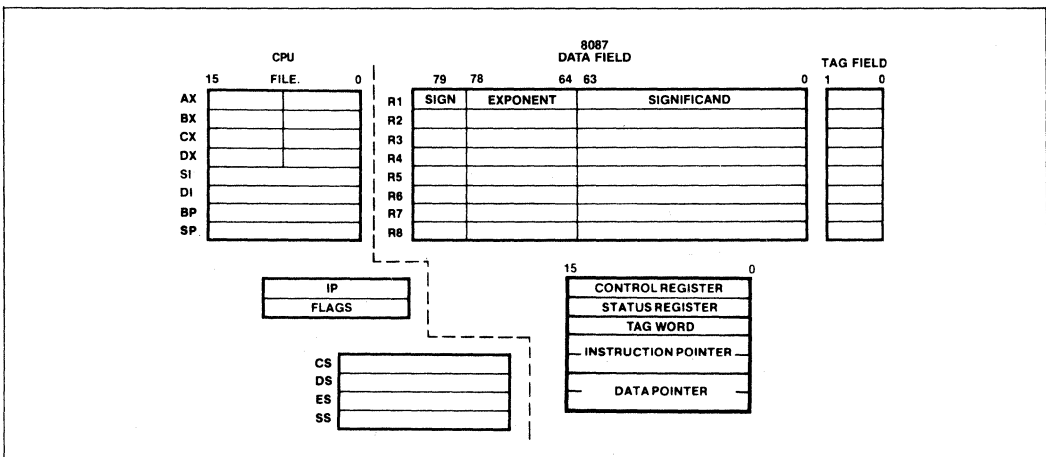 CPU
15 FILE. 0
AX
BX
CX
DX
SI
DI
BP
SP
8087
DATA FIELD
79 78 64 63 0
R1 SIGN EXPONENT SIGNIFICAND
R2
R3
R4
R5
R6
R7
R8
TAG FIELD
1 0
IP
FLAGS
CS
DS
ES
SS
15 0
CONTROL REGISTER
STATUS REGISTER
TAG WORD
INSTRUCTION POINTER
DATA POINTER